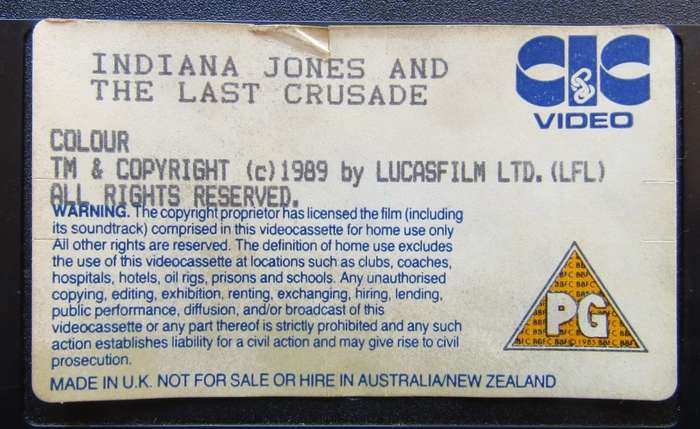 INDIANA JONES AND
THE LAST CRUSADE
CIC
VIDEO
COLOUR
TM & COPYRIGHT (c)1989 by LUCASFILM LTD.(LFL)
ALL RIGHTS RESERVED.
WARNING. The copyright proprietor has licensed the film (including
its soundtrack) comprised in this videocassette for home use only
All other rights are reserved. The definition of home use excludes
the use of this videocassette at locations such as clubs, coaches,
hospitals, hotels, oil rigs, prisons and schools. Any unauthorised
copying, editing, exhibition, renting, exchanging, hiring, lending,
public performance, diffusion, and/or broadcast of this
videocassette or any part thereof is strictly prohibited and any such
action establishes liability for a civil action and may give rise to civil
prosecution.
PG
MADE IN U.K. NOT FOR SALE OR HIRE IN AUSTRALIA/NEW ZEALAND